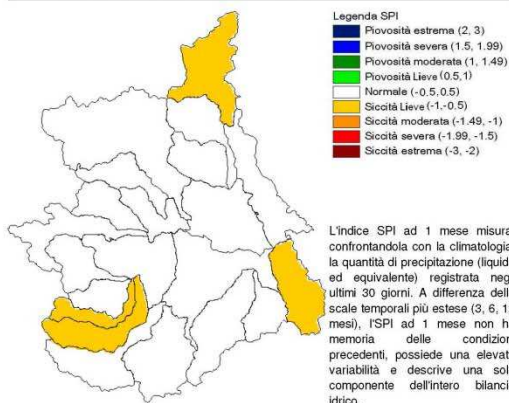 Legenda SPI
Piovosità estrema (2, 3)
Piovosità severa (1.5, 1.99)
Piovosità moderata (1, 1.49)
Piovosità Lieve (0.5,1)
Normale (-0.5,0.5)
Siccità Lieve (-1,-0.5)
Siccità moderata (-1.49, -1)
Siccità severa (-1.99, -1.5)
Siccità estrema (-3, -2)
L'indice SPI ad 1 mese misura
confrontandola con la climatologia
la quantità di precipitazione (liquid
ed equivalente) registrata neg
ultimi 30 giorni. A differenza dell
scale temporali più estese (3, 6, 1
mesi), l'SPI ad 1 mese non h
memoria delle condizion
precedenti, possiede una elevat
variabilità e descrive una sol
componente dell'intero bilanci
idrico.